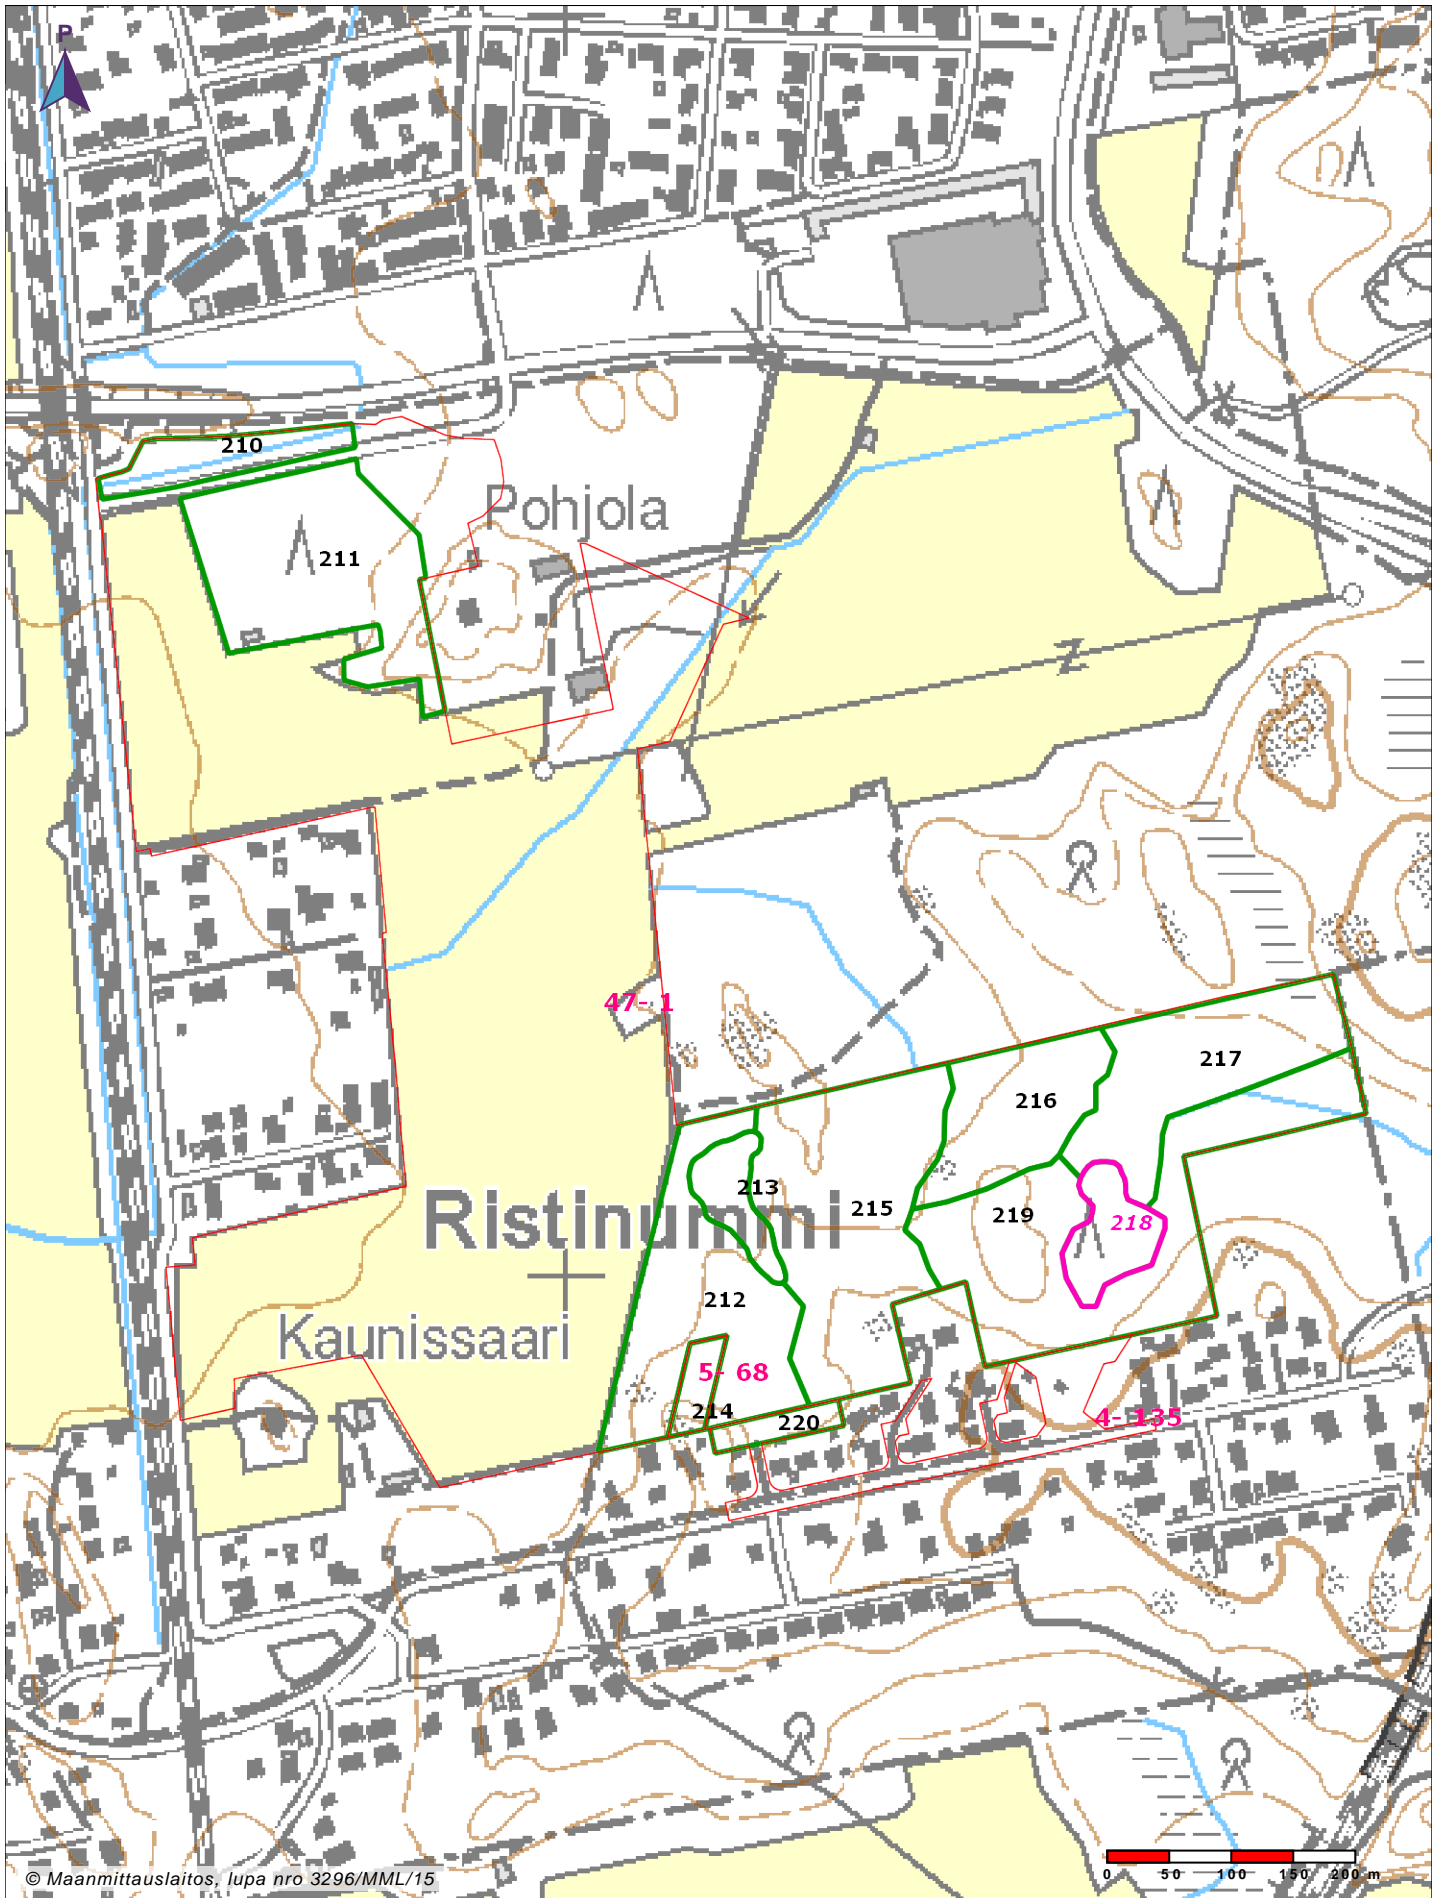 P
210
211
Pohjola
47- 1
217
216
213
215
219
218
Ristinummi
212
Kaunissaari
5- 68
214
220
4- 135
0 50 100 150 200 m
© Maanmittauslaitos, lupa nro 3296/MML/15